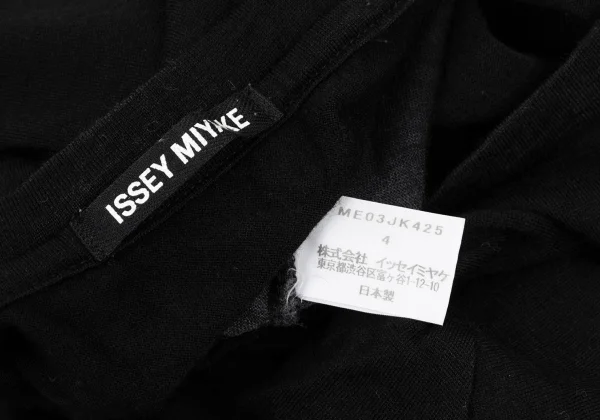 ISSEY MIYAKE
ME03JK425
4
株式会社 イッセイミヤケ
東京都渋谷区富ヶ谷1-12-10
日本製